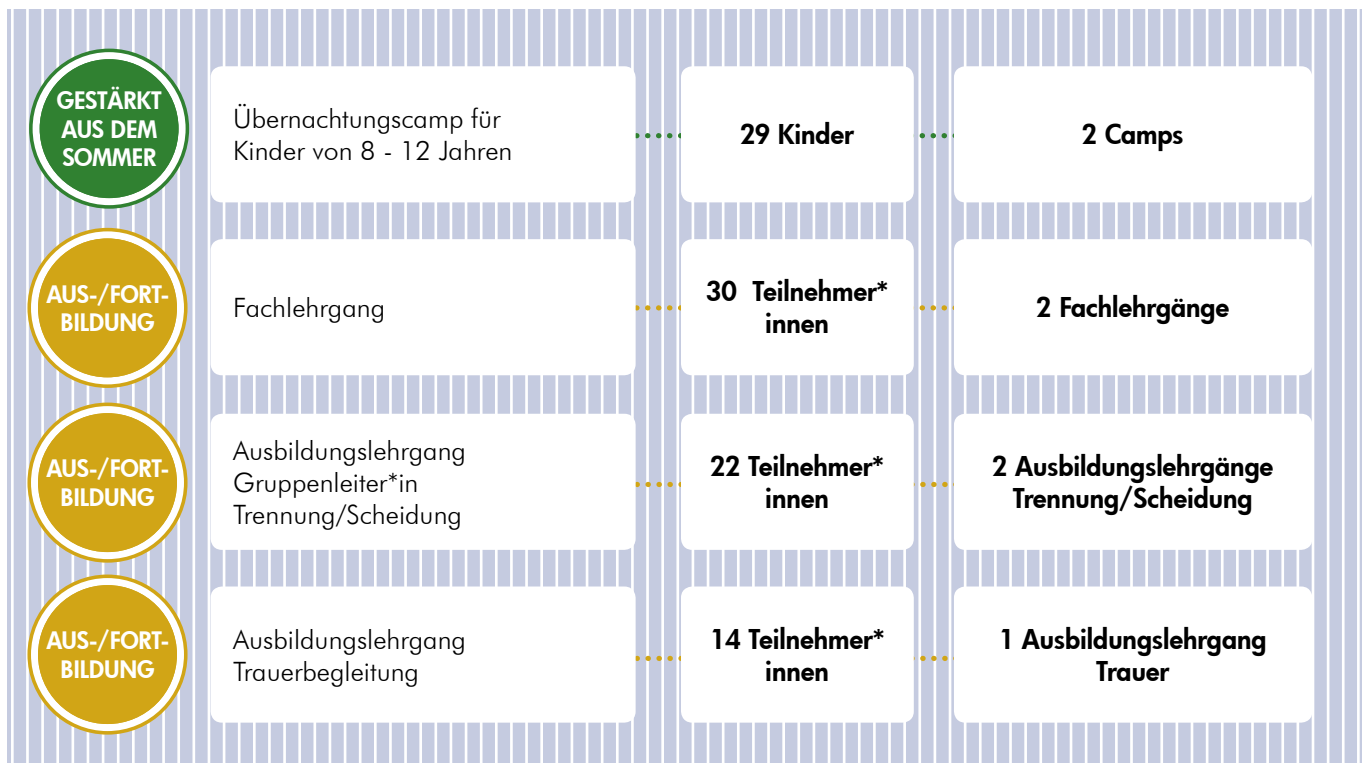 GESTÄRKT
AUS DEM
SOMMER
Übernachtungscamp für
Kinder von 8 - 12 Jahren
29 Kinder
2 Camps
AUS-/FORT-
BILDUNG
Fachlehrgang
30 Teilnehmer*
innen
2 Fachlehrgänge
AUS-/FORT-
BILDUNG
Ausbildungslehrgang
Gruppenleiter*in
Trennung/Scheidung
22 Teilnehmer*
innen
2 Ausbildungslehrgänge
Trennung/Scheidung
AUS-/FORT-
BILDUNG
Ausbildungslehrgang
Trauerbegleitung
14 Teilnehmer*
innen
1 Ausbildungslehrgang
Trauer